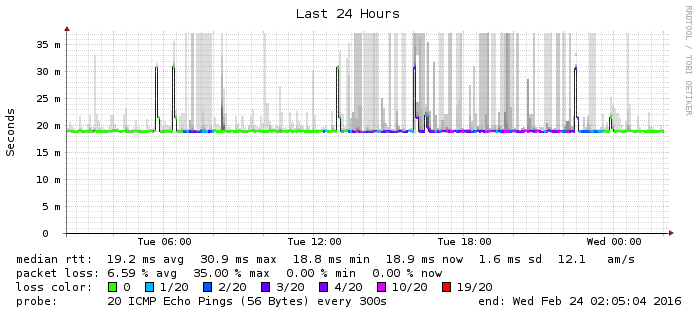 Last 24 Hours
RRDTOOL / TOBI OETIKER
Seconds
35 m
30 m
25 m
20 m
15 m
10 m
5 m
0
Tue 06:00 Tue 12:00 Tue 18:00 Wed 00:00
median rtt: 19.2 ms avg 30.9 ms max 18.8 ms min 18.9 ms now 1.6 ms sd 12.1 am/s
packet loss: 6.59 % avg 35.00 % max 0.00 % min 0.00 % now
loss color: 0 1/20 2/20 3/20 4/20 10/20 19/20
probe: 20 ICMP Echo Pings (56 Bytes) every 300s end: Wed Feb 24 02:05:04 2016